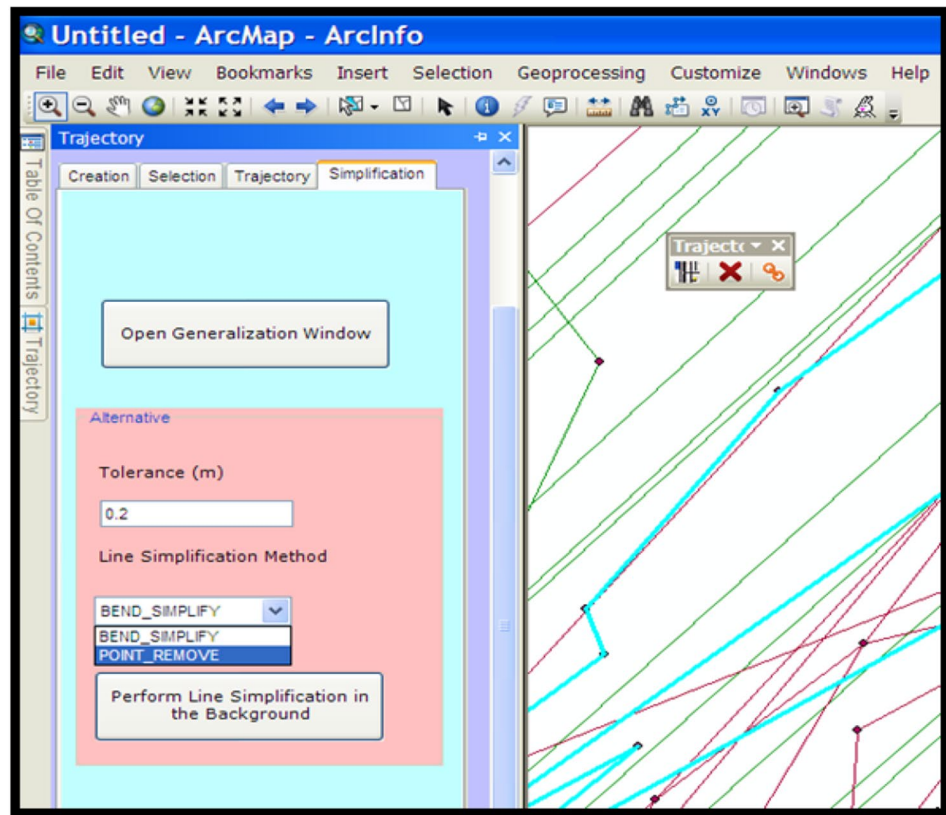 Untitled - ArcMap - ArcInfo
File Edit View Bookmarks Insert Selection Geoprocessing Customize Windows Help
XY
Trajectory
Creation Selection Trajectory Simplification
Table Of Contents
Trajectory
Open Generalization Window
Alternative
Tolerance (m)
0.2
Line Simplification Method
BEND_SIMPLIFY
BEND_SIMPLIFY
POINT_REMOVE
Perform Line Simplification in
the Background
Trajectc